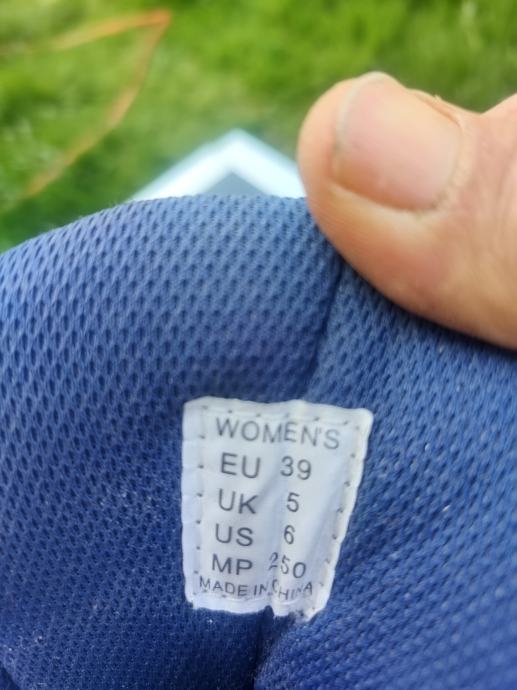 WOMEN'S
EU 39
UK 5
US 6
MP 250
MADE IN CHINA